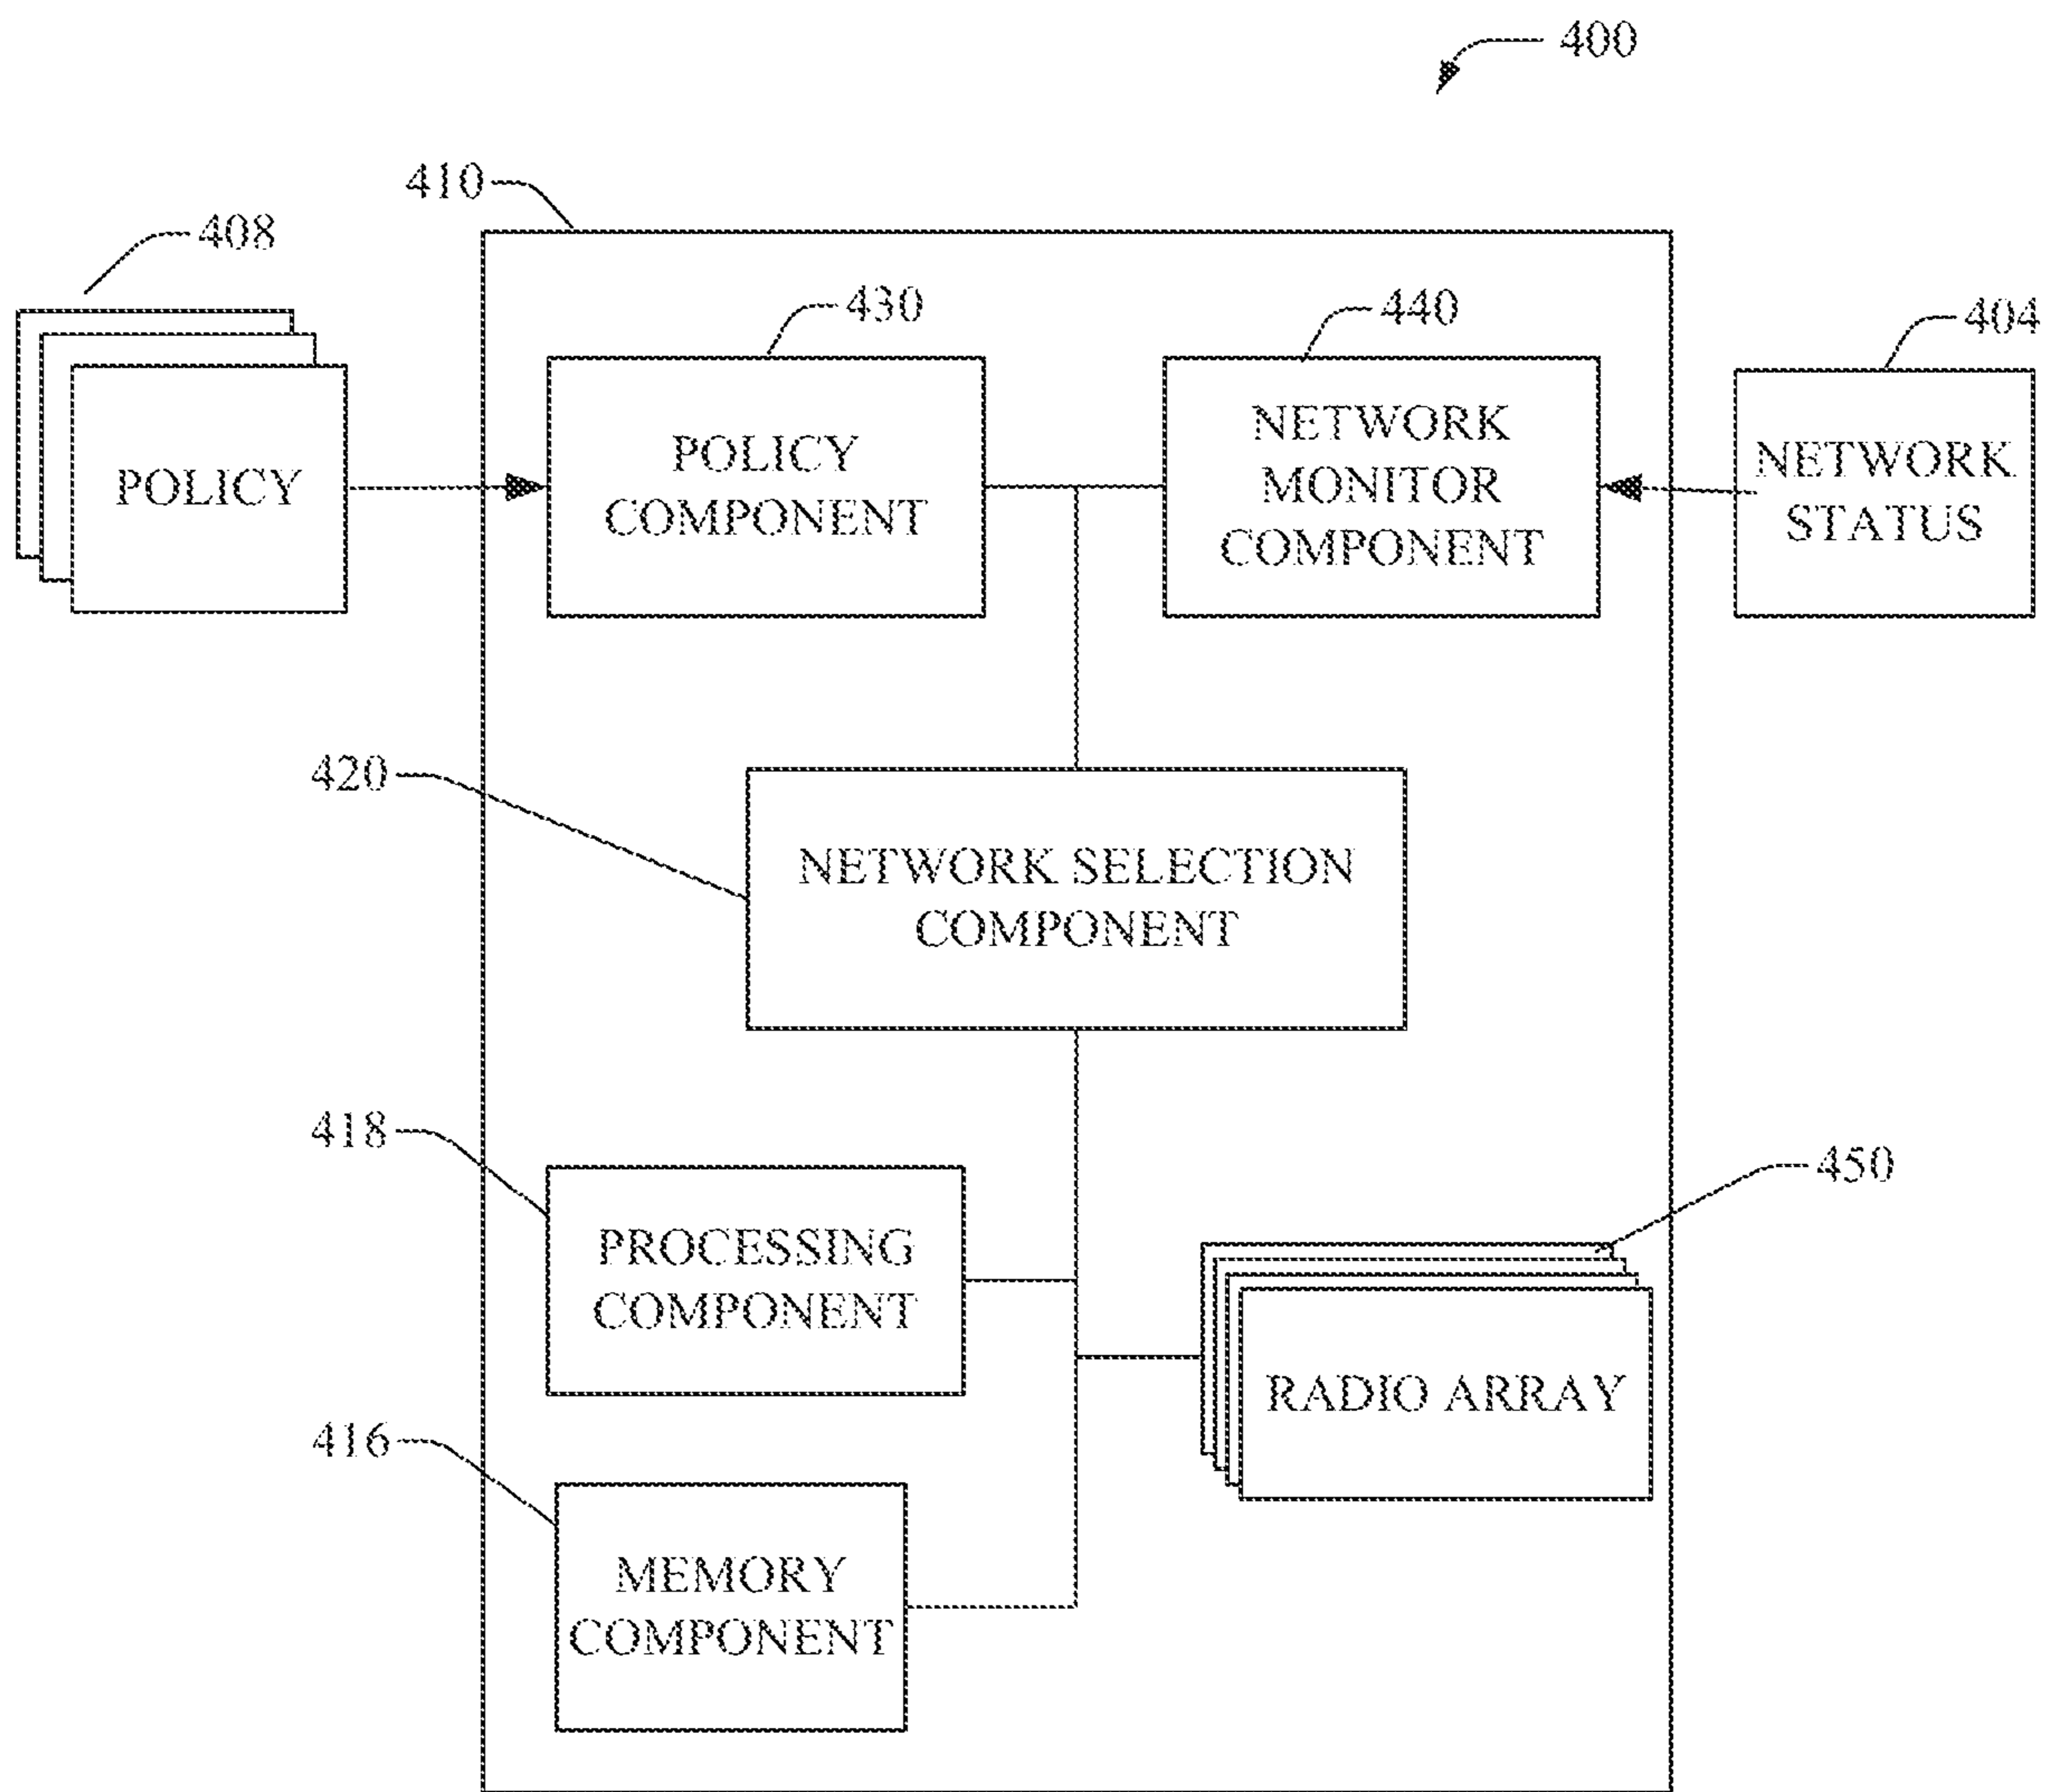 400
410
408
430
440
404
POLICY
POLICY
COMPONENT
NETWORK
MONITOR
COMPONENT
NETWORK
STATUS
420
NETWORK SELECTION
COMPONENT
418
PROCESSING
COMPONENT
450
RADIO ARRAY
416
MEMORY
COMPONENT